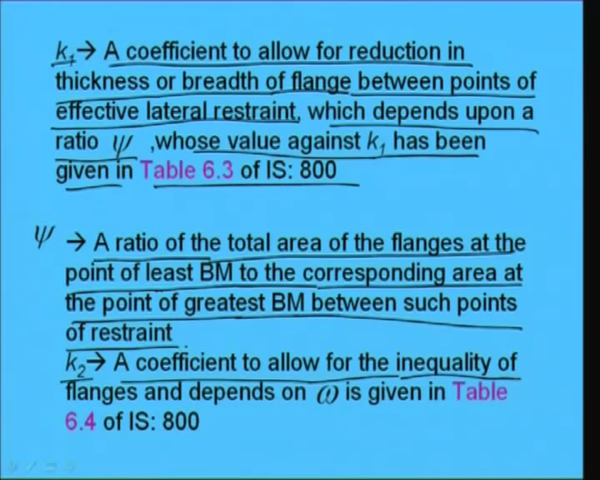 k₁→ A coefficient to allow for reduction in
thickness or breadth of flange between points of
effective lateral restraint, which depends upon a
ratio ψ ,whose value against k₁ has been
given in Table 6.3 of IS: 800
ψ → A ratio of the total area of the flanges at the
point of least BM to the corresponding area at
the point of greatest BM between such points
of restraint
k₂→ A coefficient to allow for the inequality of
flanges and depends on ω is given in Table
6.4 of IS: 800